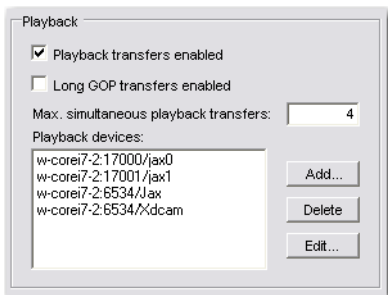 Playback
Playback transfers enabled
Long GOP transfers enabled
Max. simultaneous playback transfers: 4
Playback devices:
w-corei7-2:17000/jax0
w-corei7-2:17001/jax1
w-corei7-2:6534/Jax
w-corei7-2:6534/Xdcam
Add...
Delete
Edit...